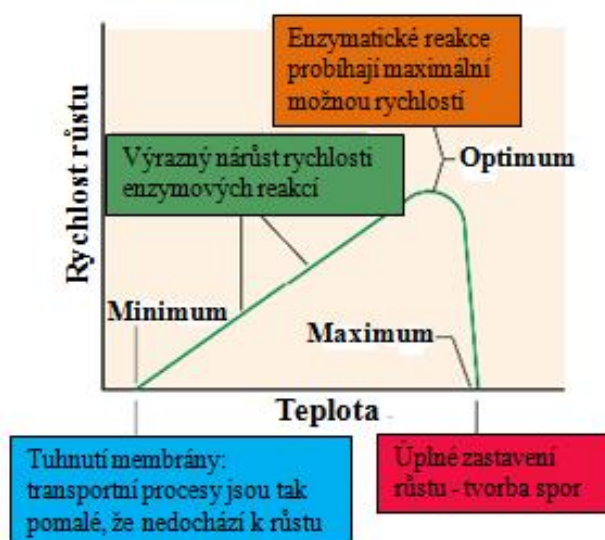 Enzymatické reakce
probíhají maximální
možnou rychlostí
Optimum
Výrazný nárůst rychlosti
enzymových reakcí
Rychlost růstu
Minimum
Maximum
Teplota
Tuhnutí membrány:
transportní procesy jsou tak
pomalé, že nedochází k růstu
Úplné zastavení
růstu - tvorba spor